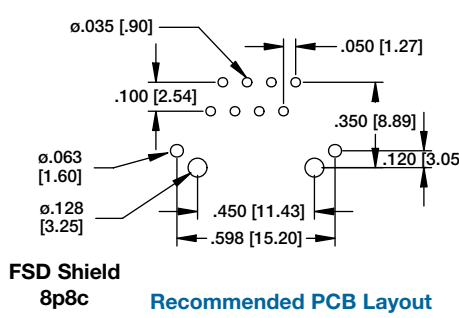 ø.035 [.90]
.050 [1.27]
.100 [2.54]
.350 [8.89]
ø.063
[1.60]
.120 [3.05
ø.128
[3.25]
.450 [11.43]
.598 [15.20]
FSD Shield
8p8c
Recommended PCB Layout